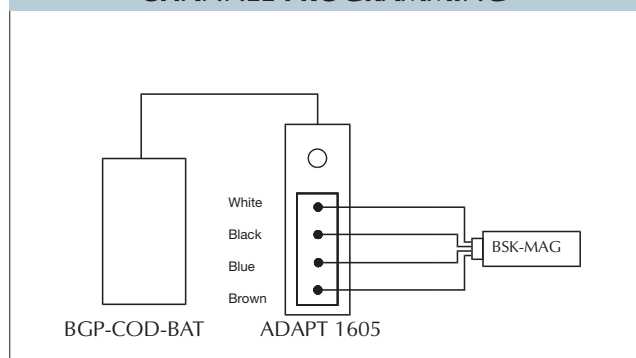 White
Black
Blue
Brown
BSK-MAG
BGP-COD-BAT
ADAPT 1605